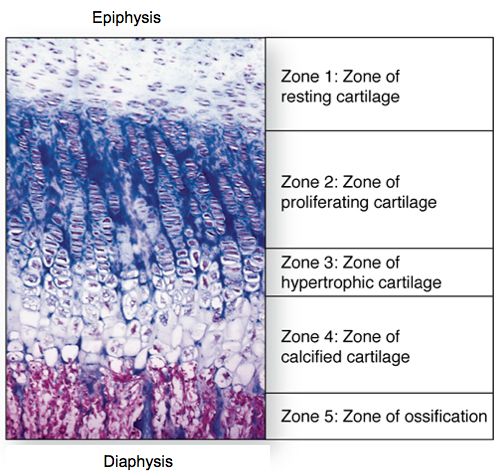 Epiphysis
Zone 1: Zone of
resting cartilage
Zone 2: Zone of
proliferating cartilage
Zone 3: Zone of
hypertrophic cartilage
Zone 4: Zone of
calcified cartilage
Zone 5: Zone of ossification
Diaphysis